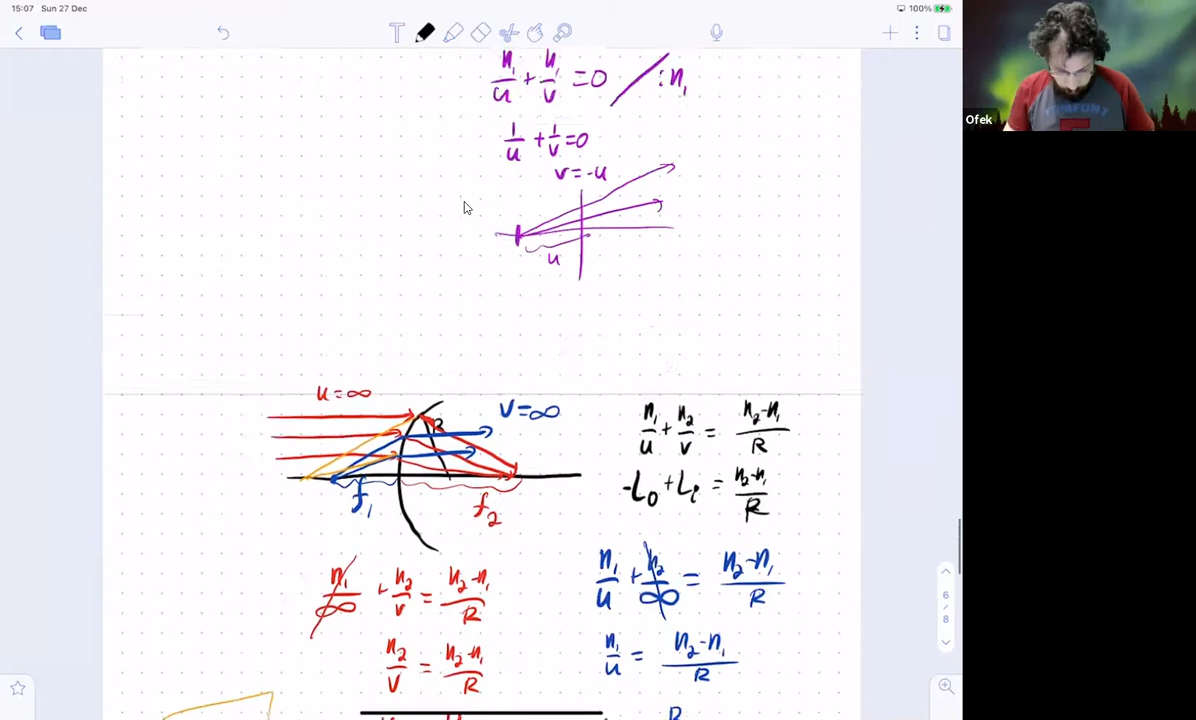 15:07 Sun 27 Dec
100%
T
n₁/u + n₁/v = 0 / : n₁
1/u + 1/v = 0
v = -u
u
u = ∞
v = ∞
R
f₁
f₂
n₁/u + n₂/v = (n₂-n₁)/R
-L₀ + Lᵢ = (n₂-n₁)/R
n₁/∞ + n₂/v = (n₂-n₁)/R
n₂/v = (n₂-n₁)/R
n₁/u + n₂/∞ = (n₂-n₁)/R
n₁/u = (n₂-n₁)/R
R
6
/
8
Ofek